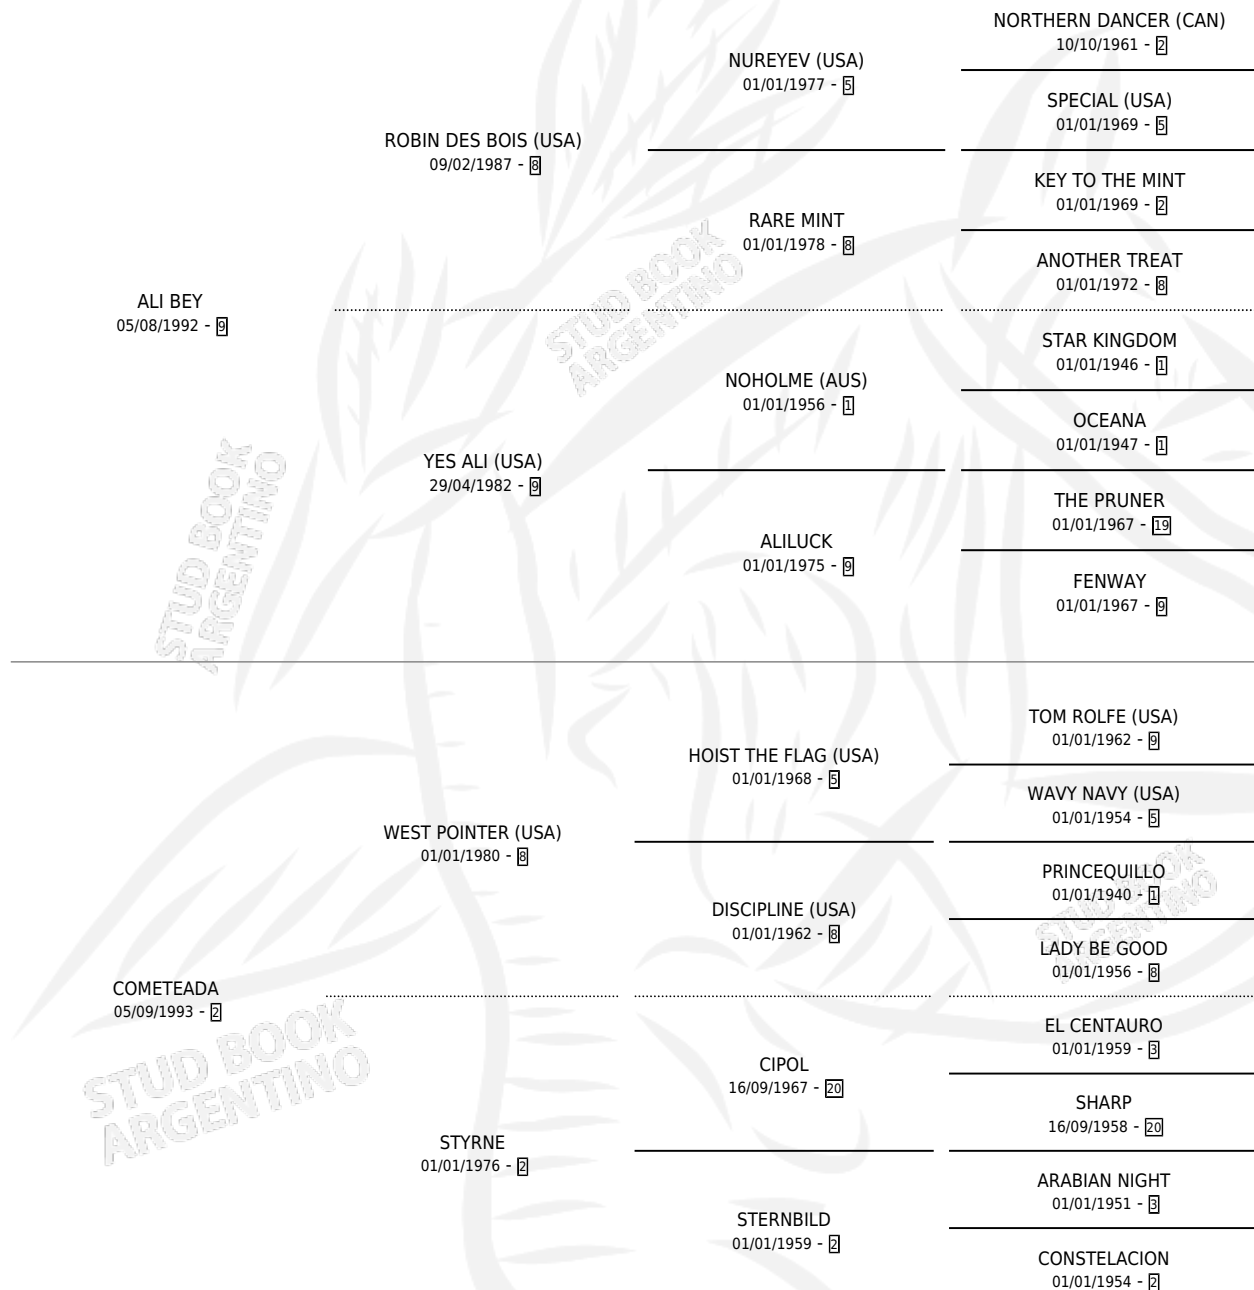 NORTHERN DANCER (CAN)
10/10/1961 - 2
NUREYEV (USA)
01/01/1977 - 5
SPECIAL (USA)
01/01/1969 - 5
ROBIN DES BOIS (USA)
09/02/1987 - 8
KEY TO THE MINT
01/01/1969 - 2
RARE MINT
01/01/1978 - 8
ANOTHER TREAT
01/01/1972 - 8
ALI BEY
05/08/1992 - 9
STUD BOOK
ARGENTINO
STAR KINGDOM
01/01/1946 - 1
NOHOLME (AUS)
01/01/1956 - 1
OCEANA
01/01/1947 - 1
YES ALI (USA)
29/04/1982 - 9
THE PRUNER
01/01/1967 - 19
ALILUCK
01/01/1975 - 9
FENWAY
01/01/1967 - 9
STUD BOOK
ARGENTINO
TOM ROLFE (USA)
01/01/1962 - 9
HOIST THE FLAG (USA)
01/01/1968 - 5
WAVY NAVY (USA)
01/01/1954 - 5
WEST POINTER (USA)
01/01/1980 - 8
PRINCEQUILLO
01/01/1940 - 1
DISCIPLINE (USA)
01/01/1962 - 8
STUD BOOK
ARGENTINO
LADY BE GOOD
01/01/1956 - 8
COMETEADA
05/09/1993 - 2
STUD BOOK
ARGENTINO
EL CENTAURO
01/01/1959 - 3
CIPOL
16/09/1967 - 20
SHARP
16/09/1958 - 20
STYRNE
01/01/1976 - 2
ARABIAN NIGHT
01/01/1951 - 3
STERNBILD
01/01/1959 - 2
CONSTELACION
01/01/1954 - 2